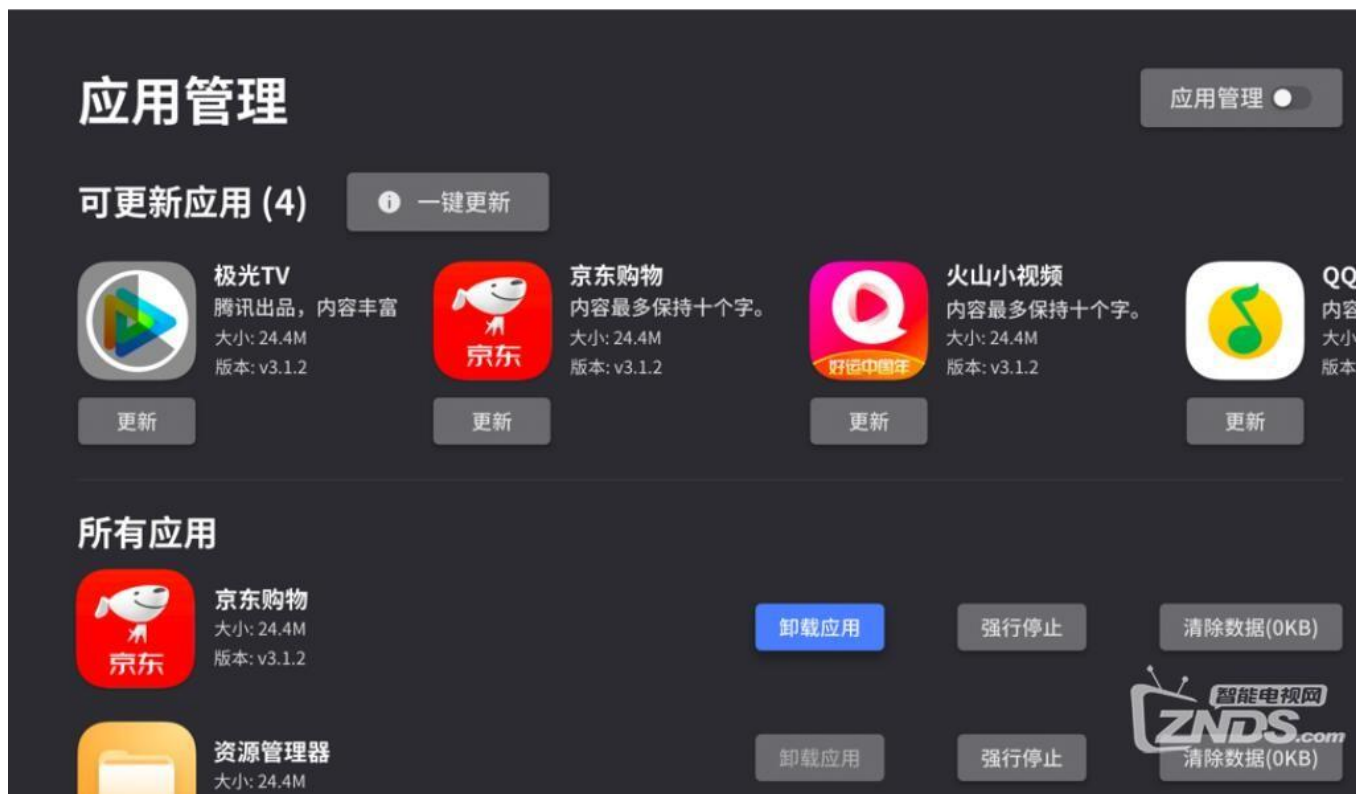 应用管理
应用管理
可更新应用 (4)
一键更新
极光TV
腾讯出品，内容丰富
大小: 24.4M
版本: v3.1.2
更新
京东
京东购物
内容最多保持十个字。
大小: 24.4M
版本: v3.1.2
更新
好运中国年
火山小视频
内容最多保持十个字。
大小: 24.4M
版本: v3.1.2
更新
QQ
内容
大小
版本
更新
所有应用
京东
京东购物
大小: 24.4M
版本: v3.1.2
卸载应用
强行停止
清除数据(0KB)
智能电视网
ZNDS.com
资源管理器
大小: 24.4M
卸载应用
强行停止
清除数据(0KB)